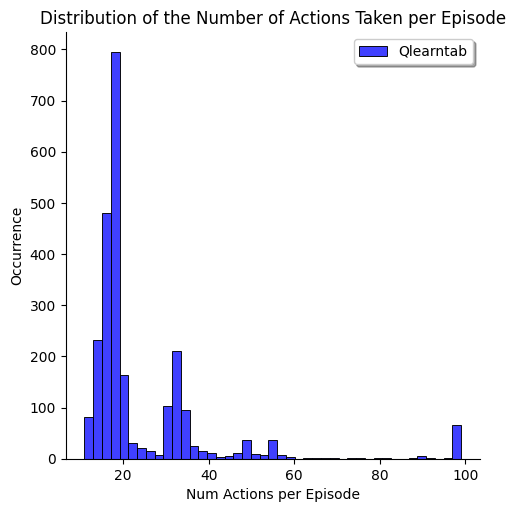 Distribution of the Number of Actions Taken per Episode
Qlearntab
800
700
600
500
400
300
200
100
0
Occurrence
20 40 60 80 100
Num Actions per Episode